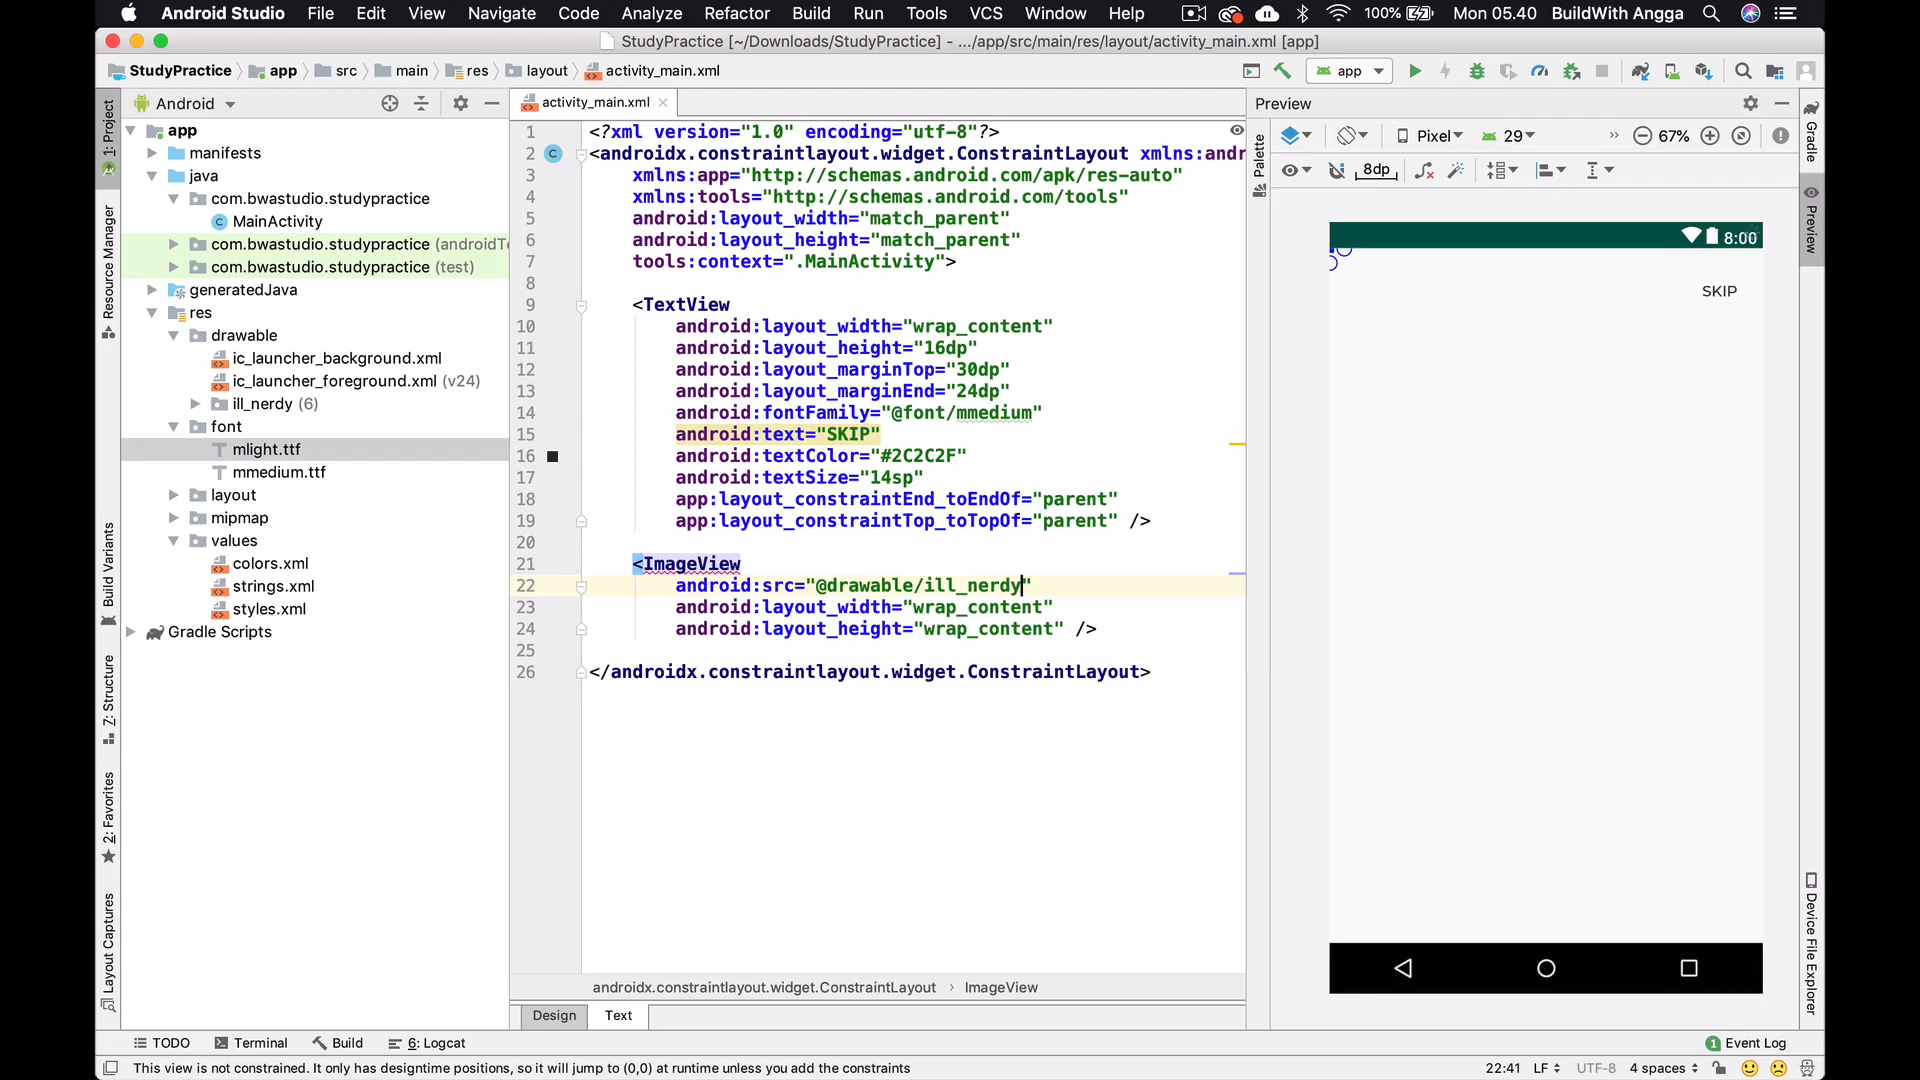 Android Studio File Edit View Navigate Code Analyze Refactor Build Run Tools VCS Window Help 100% Mon 05.40 BuildWith Angga
StudyPractice [~/Downloads/StudyPractice] - .../app/src/main/res/layout/activity_main.xml [app]
StudyPractice app src main res layout activity_main.xml app
Android
activity_main.xml
Preview
1: Project
Resource Manager
Build Variants
Z: Structure
2: Favorites
Layout Captures
app
manifests
java
com.bwastudio.studypractice
MainActivity
com.bwastudio.studypractice (androidTe
com.bwastudio.studypractice (test)
generatedJava
res
drawable
ic_launcher_background.xml
ic_launcher_foreground.xml (v24)
ill_nerdy (6)
font
mlight.ttf
mmedium.ttf
layout
mipmap
values
colors.xml
strings.xml
styles.xml
Gradle Scripts
1 <?xml version="1.0" encoding="utf-8"?>
2 <androidx.constraintlayout.widget.ConstraintLayout xmlns:andr
3 xmlns:app="http://schemas.android.com/apk/res-auto"
4 xmlns:tools="http://schemas.android.com/tools"
5 android:layout_width="match_parent"
6 android:layout_height="match_parent"
7 tools:context=".MainActivity">
8
9 <TextView
10 android:layout_width="wrap_content"
11 android:layout_height="16dp"
12 android:layout_marginTop="30dp"
13 android:layout_marginEnd="24dp"
14 android:fontFamily="@font/mmedium"
15 android:text="SKIP"
16 android:textColor="#2C2C2F"
17 android:textSize="14sp"
18 app:layout_constraintEnd_toEndOf="parent"
19 app:layout_constraintTop_toTopOf="parent" />
20
21 <ImageView
22 android:src="@drawable/ill_nerdy"
23 android:layout_width="wrap_content"
24 android:layout_height="wrap_content" />
25
26 </androidx.constraintlayout.widget.ConstraintLayout>
androidx.constraintlayout.widget.ConstraintLayout › ImageView
Design Text
Palette
Pixel 29 67%
8dp
8:00
SKIP
Gradle
Preview
Device File Explorer
TODO Terminal Build 6: Logcat 1 Event Log
This view is not constrained. It only has designtime positions, so it will jump to (0,0) at runtime unless you add the constraints 22:41 LF UTF-8 4 spaces